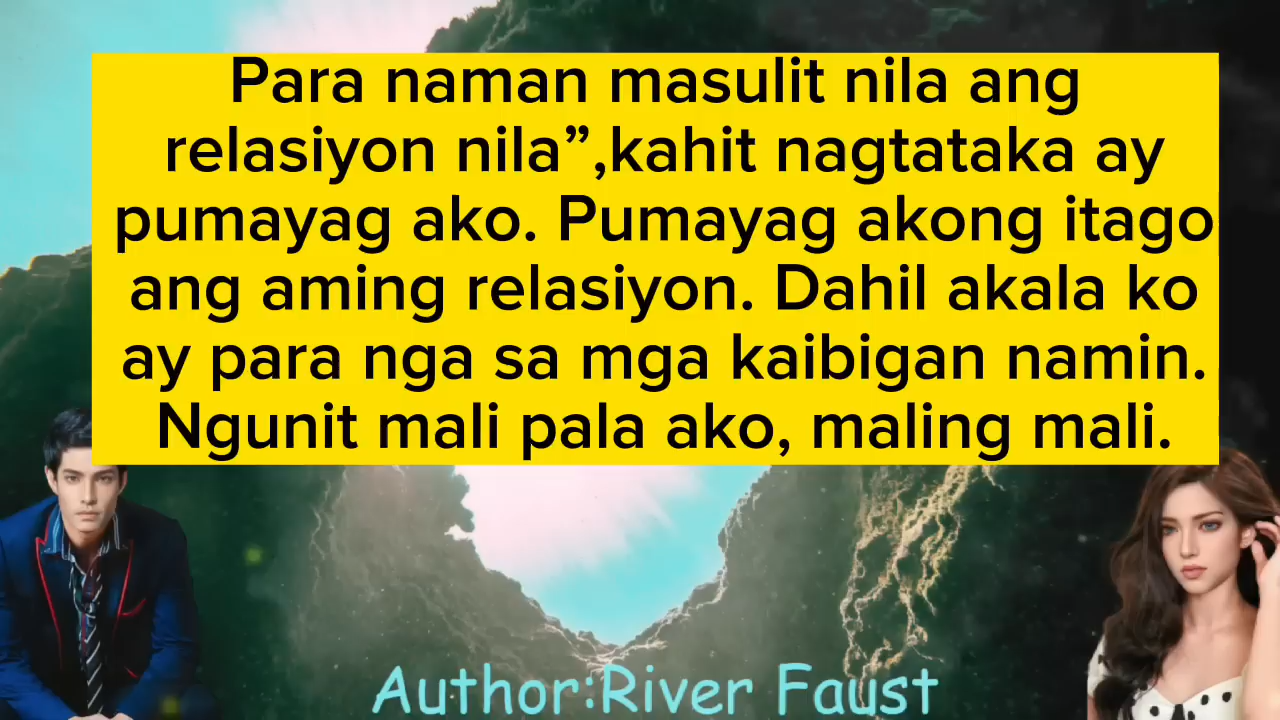 Para naman masulit nila ang
relasiyon nila”,kahit nagtataka ay
pumayag ako. Pumayag akong itago
ang aming relasiyon. Dahil akala ko
ay para nga sa mga kaibigan namin.
Ngunit mali pala ako, maling mali.
Author:River Faust